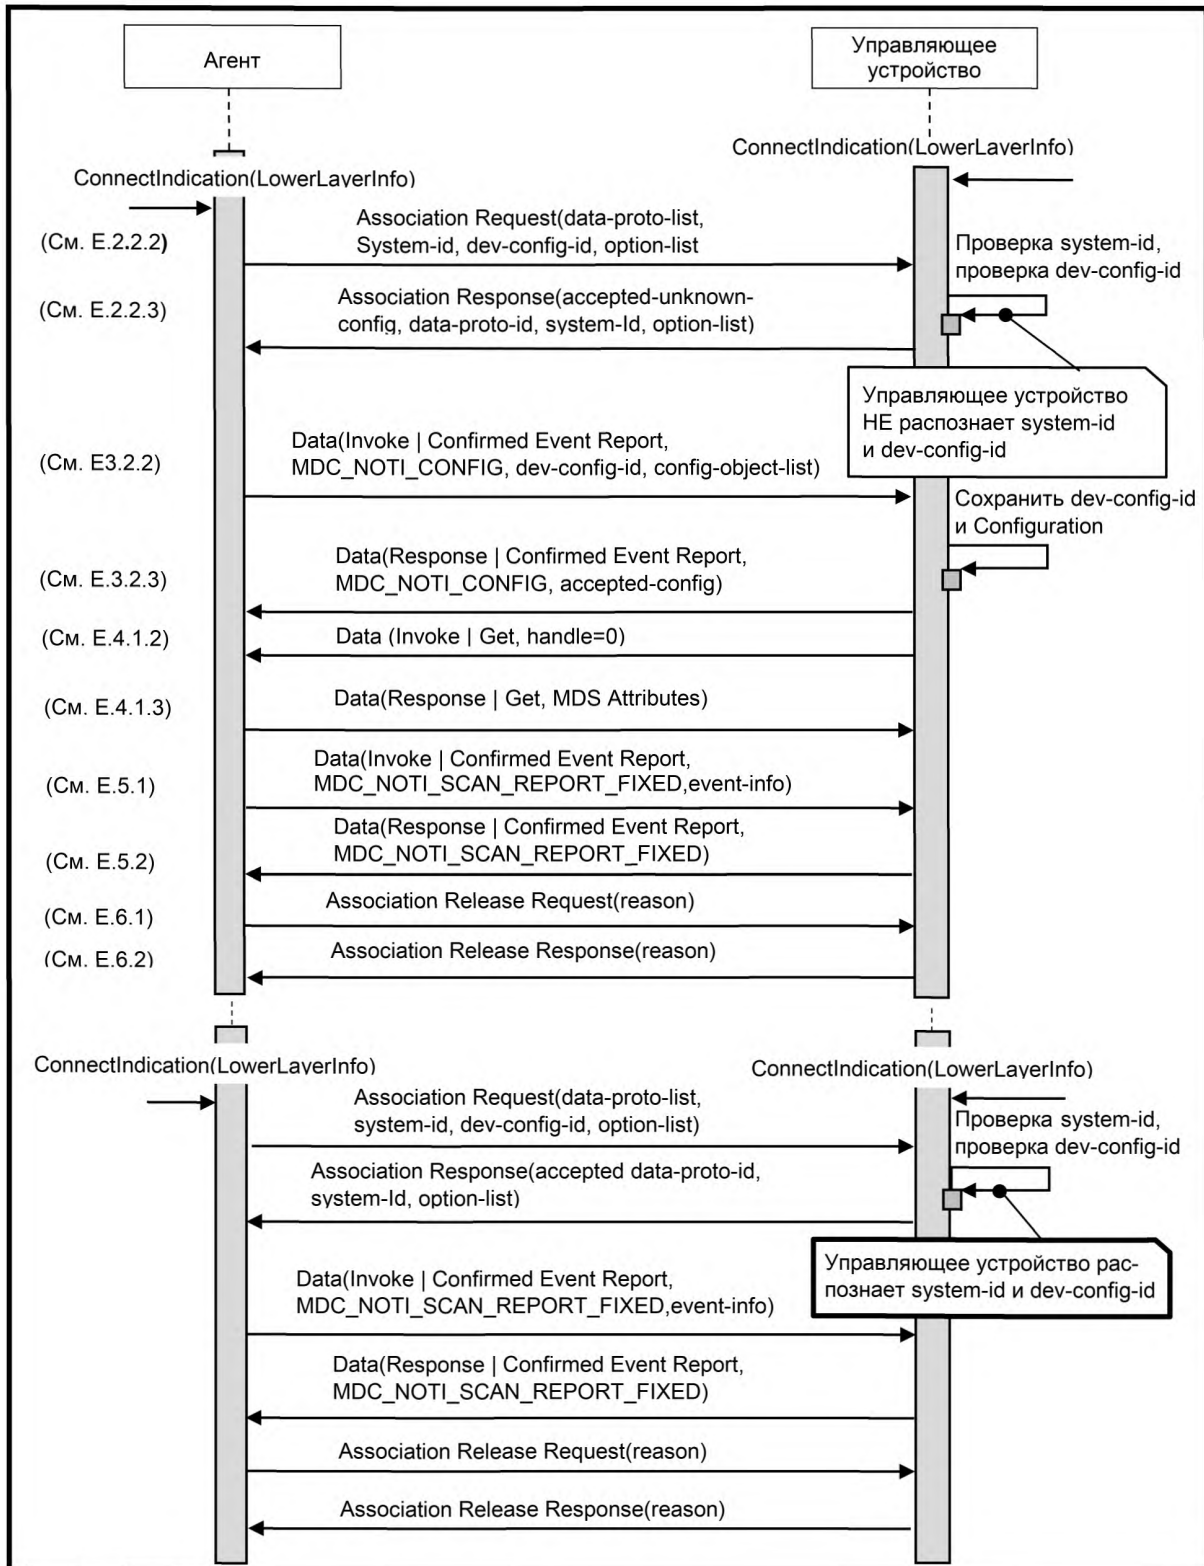 Агент
Управляющее
устройство
ConnectIndication(LowerLayerInfo)
ConnectIndication(LowerLayerInfo)
(См. E.2.2.2)
Association Request(data-proto-list,
System-id, dev-config-id, option-list
Проверка system-id,
проверка dev-config-id
(См. E.2.2.3)
Association Response(accepted-unknown-
config, data-proto-id, system-Id, option-list)
Управляющее устройство
НЕ распознает system-id
и dev-config-id
(См. E3.2.2)
Data(Invoke | Confirmed Event Report,
MDC_NOTI_CONFIG, dev-config-id, config-object-list)
Сохранить dev-config-id
и Configuration
(См. E.3.2.3)
Data(Response | Confirmed Event Report,
MDC_NOTI_CONFIG, accepted-config)
(См. E.4.1.2)
Data (Invoke | Get, handle=0)
(См. E.4.1.3)
Data(Response | Get, MDS Attributes)
(См. E.5.1)
Data(Invoke | Confirmed Event Report,
MDC_NOTI_SCAN_REPORT_FIXED,event-info)
(См. E.5.2)
Data(Response | Confirmed Event Report,
MDC_NOTI_SCAN_REPORT_FIXED)
(См. E.6.1)
Association Release Request(reason)
(См. E.6.2)
Association Release Response(reason)
ConnectIndication(LowerLayerInfo)
ConnectIndication(LowerLayerInfo)
Association Request(data-proto-list,
system-id, dev-config-id, option-list)
Проверка system-id,
проверка dev-config-id
Association Response(accepted data-proto-id,
system-Id, option-list)
Управляющее устройство рас-
познает system-id и dev-config-id
Data(Invoke | Confirmed Event Report,
MDC_NOTI_SCAN_REPORT_FIXED,event-info)
Data(Response | Confirmed Event Report,
MDC_NOTI_SCAN_REPORT_FIXED)
Association Release Request(reason)
Association Release Response(reason)